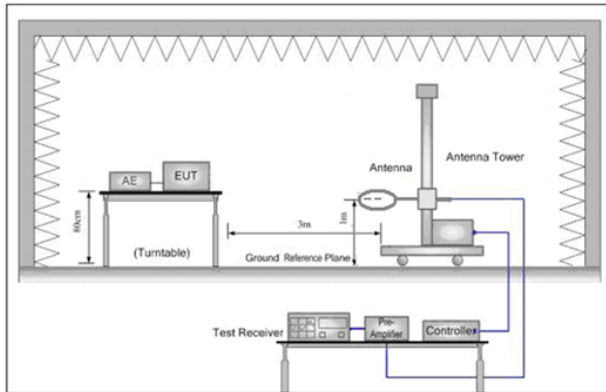 AE
EUT
Antenna
Antenna Tower
80cm
(Turntable)
3m
1m
Ground Reference Plane
Test Receiver
Pre-
Amplifier
Controller